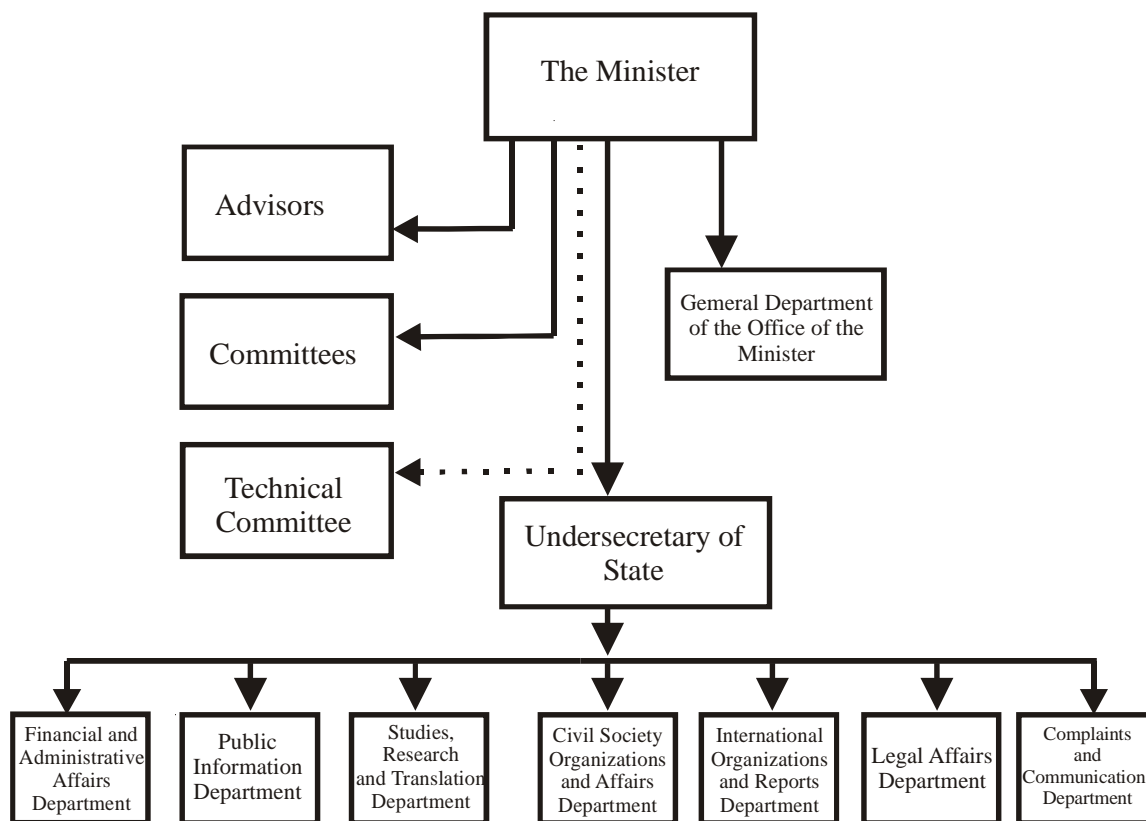 The Minister
Advisors
Gemeral Department
of the Office of the
Minister
Committees
Technical
Committee
Undersecretary of
State
Financial and
Administrative
Affairs
Department
Public
Information
Department
Studies,
Research
and Translation
Department
Civil Society
Organizations
and Affairs
Department
International
Organizations
and Reports
Department
Legal Affairs
Department
Complaints
and
Communications
Department